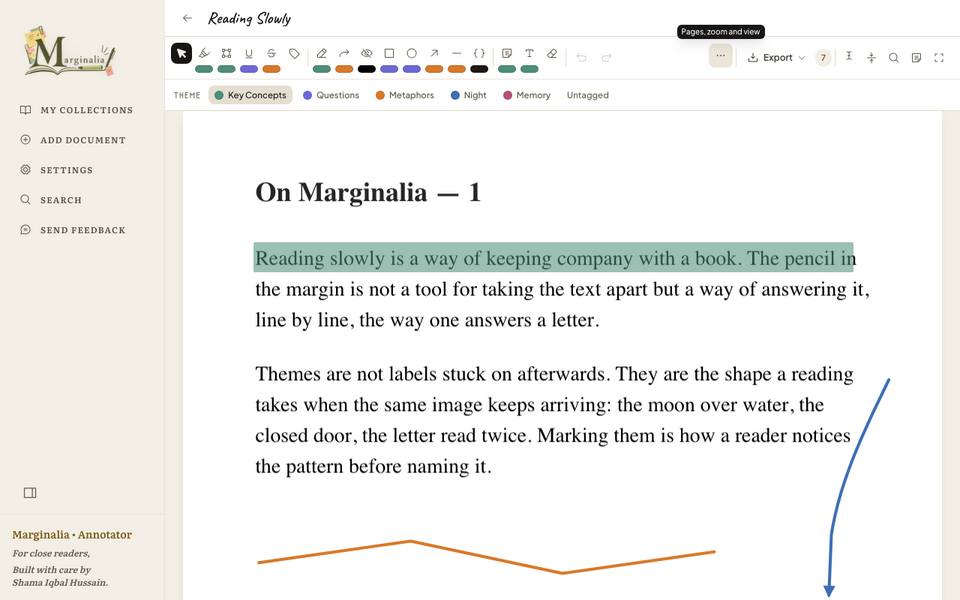 Marginalia
MY COLLECTIONS
ADD DOCUMENT
SETTINGS
SEARCH
SEND FEEDBACK
Marginalia • Annotator
For close readers,
Built with care by
Shama Iqbal Hussain.
Reading Slowly
Pages, zoom and view
Export
7
THEME Key Concepts Questions Metaphors Night Memory Untagged
On Marginalia — 1
Reading slowly is a way of keeping company with a book. The pencil in
the margin is not a tool for taking the text apart but a way of answering it,
line by line, the way one answers a letter.
Themes are not labels stuck on afterwards. They are the shape a reading
takes when the same image keeps arriving: the moon over water, the
closed door, the letter read twice. Marking them is how a reader notices
the pattern before naming it.